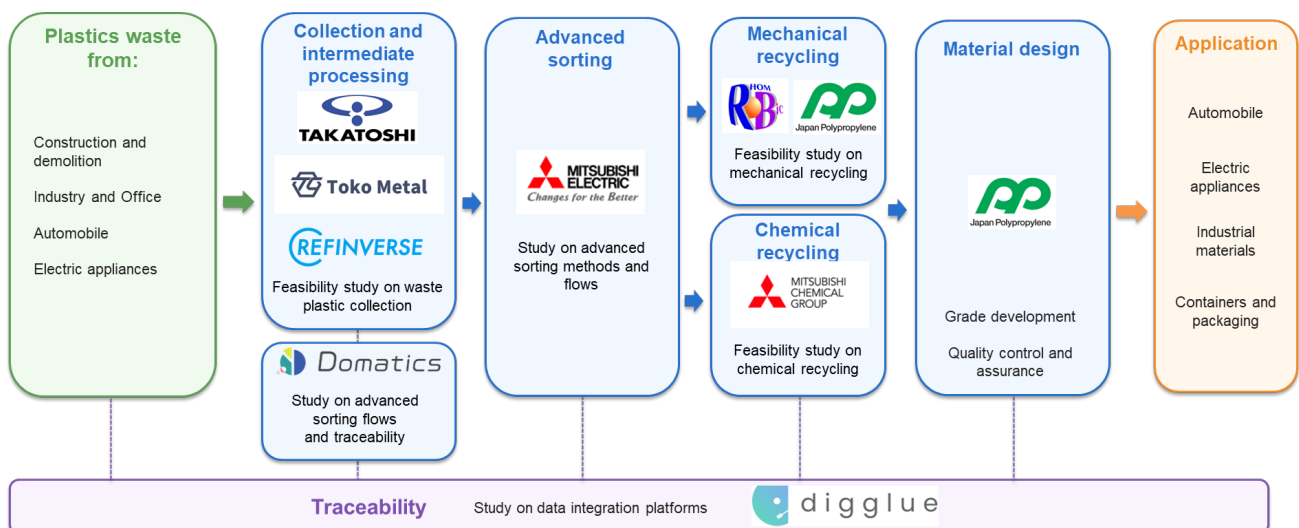 Plastics waste
from:
Construction and
demolition
Industry and Office
Automobile
Electric appliances
Collection and
intermediate
processing
TAKATOSHI
Toko Metal
REFINVERSE
Feasibility study on waste
plastic collection
Domatics
Study on advanced
sorting flows
and traceability
Advanced
sorting
MITSUBISHI
ELECTRIC
Changes for the Better
Study on advanced
sorting methods and
flows
Mechanical
recycling
RHOM
Bic
Japan Polypropylene
Feasibility study on
mechanical recycling
Chemical
recycling
MITSUBISHI
CHEMICAL
GROUP
Feasibility study on
chemical recycling
Material design
Japan Polypropylene
Grade development
Quality control and
assurance
Application
Automobile
Electric
appliances
Industrial
materials
Containers and
packaging
Traceability
Study on data integration platforms
digglue